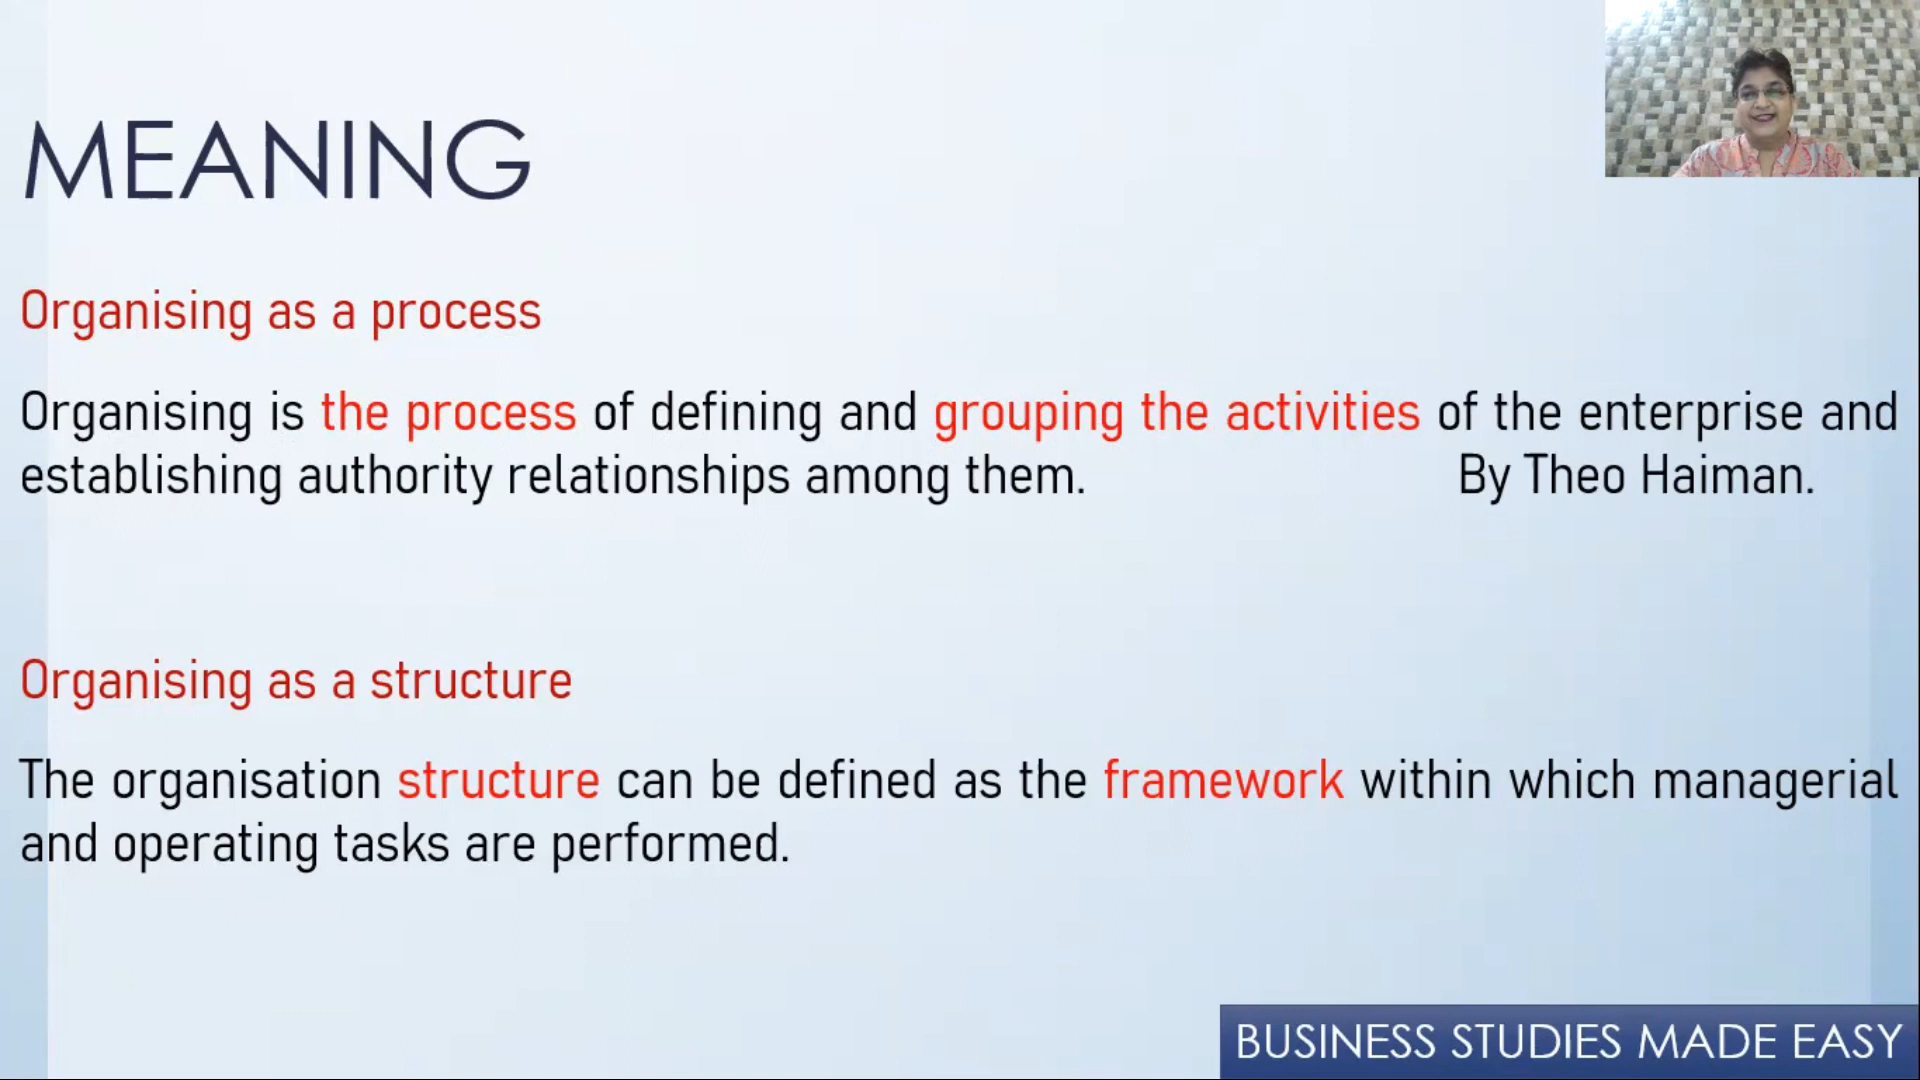 MEANING
Organising as a process
Organising is the process of defining and grouping the activities of the enterprise and
establishing authority relationships among them. By Theo Haiman.
Organising as a structure
The organisation structure can be defined as the framework within which managerial
and operating tasks are performed.
BUSINESS STUDIES MADE EASY